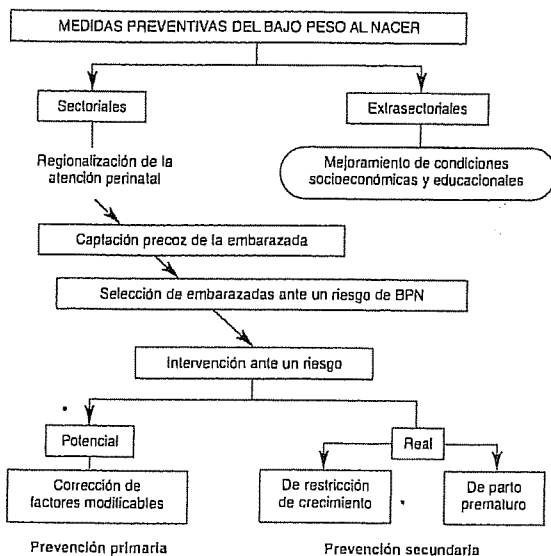 MEDIDAS PREVENTIVAS DEL BAJO PESO AL NACER
Sectoriales
Extrasectoriales
Regionalización de la
atención perinatal
Mejoramiento de condiciones
socioeconómicas y educacionales
Captación precoz de la embarazada
Selección de embarazadas ante un riesgo de BPN
Intervención ante un riesgo
Potencial
Real
Corrección de
factores modificables
De restricción
de crecimiento
De parto
prematuro
Prevención primaria
Prevención secundaria